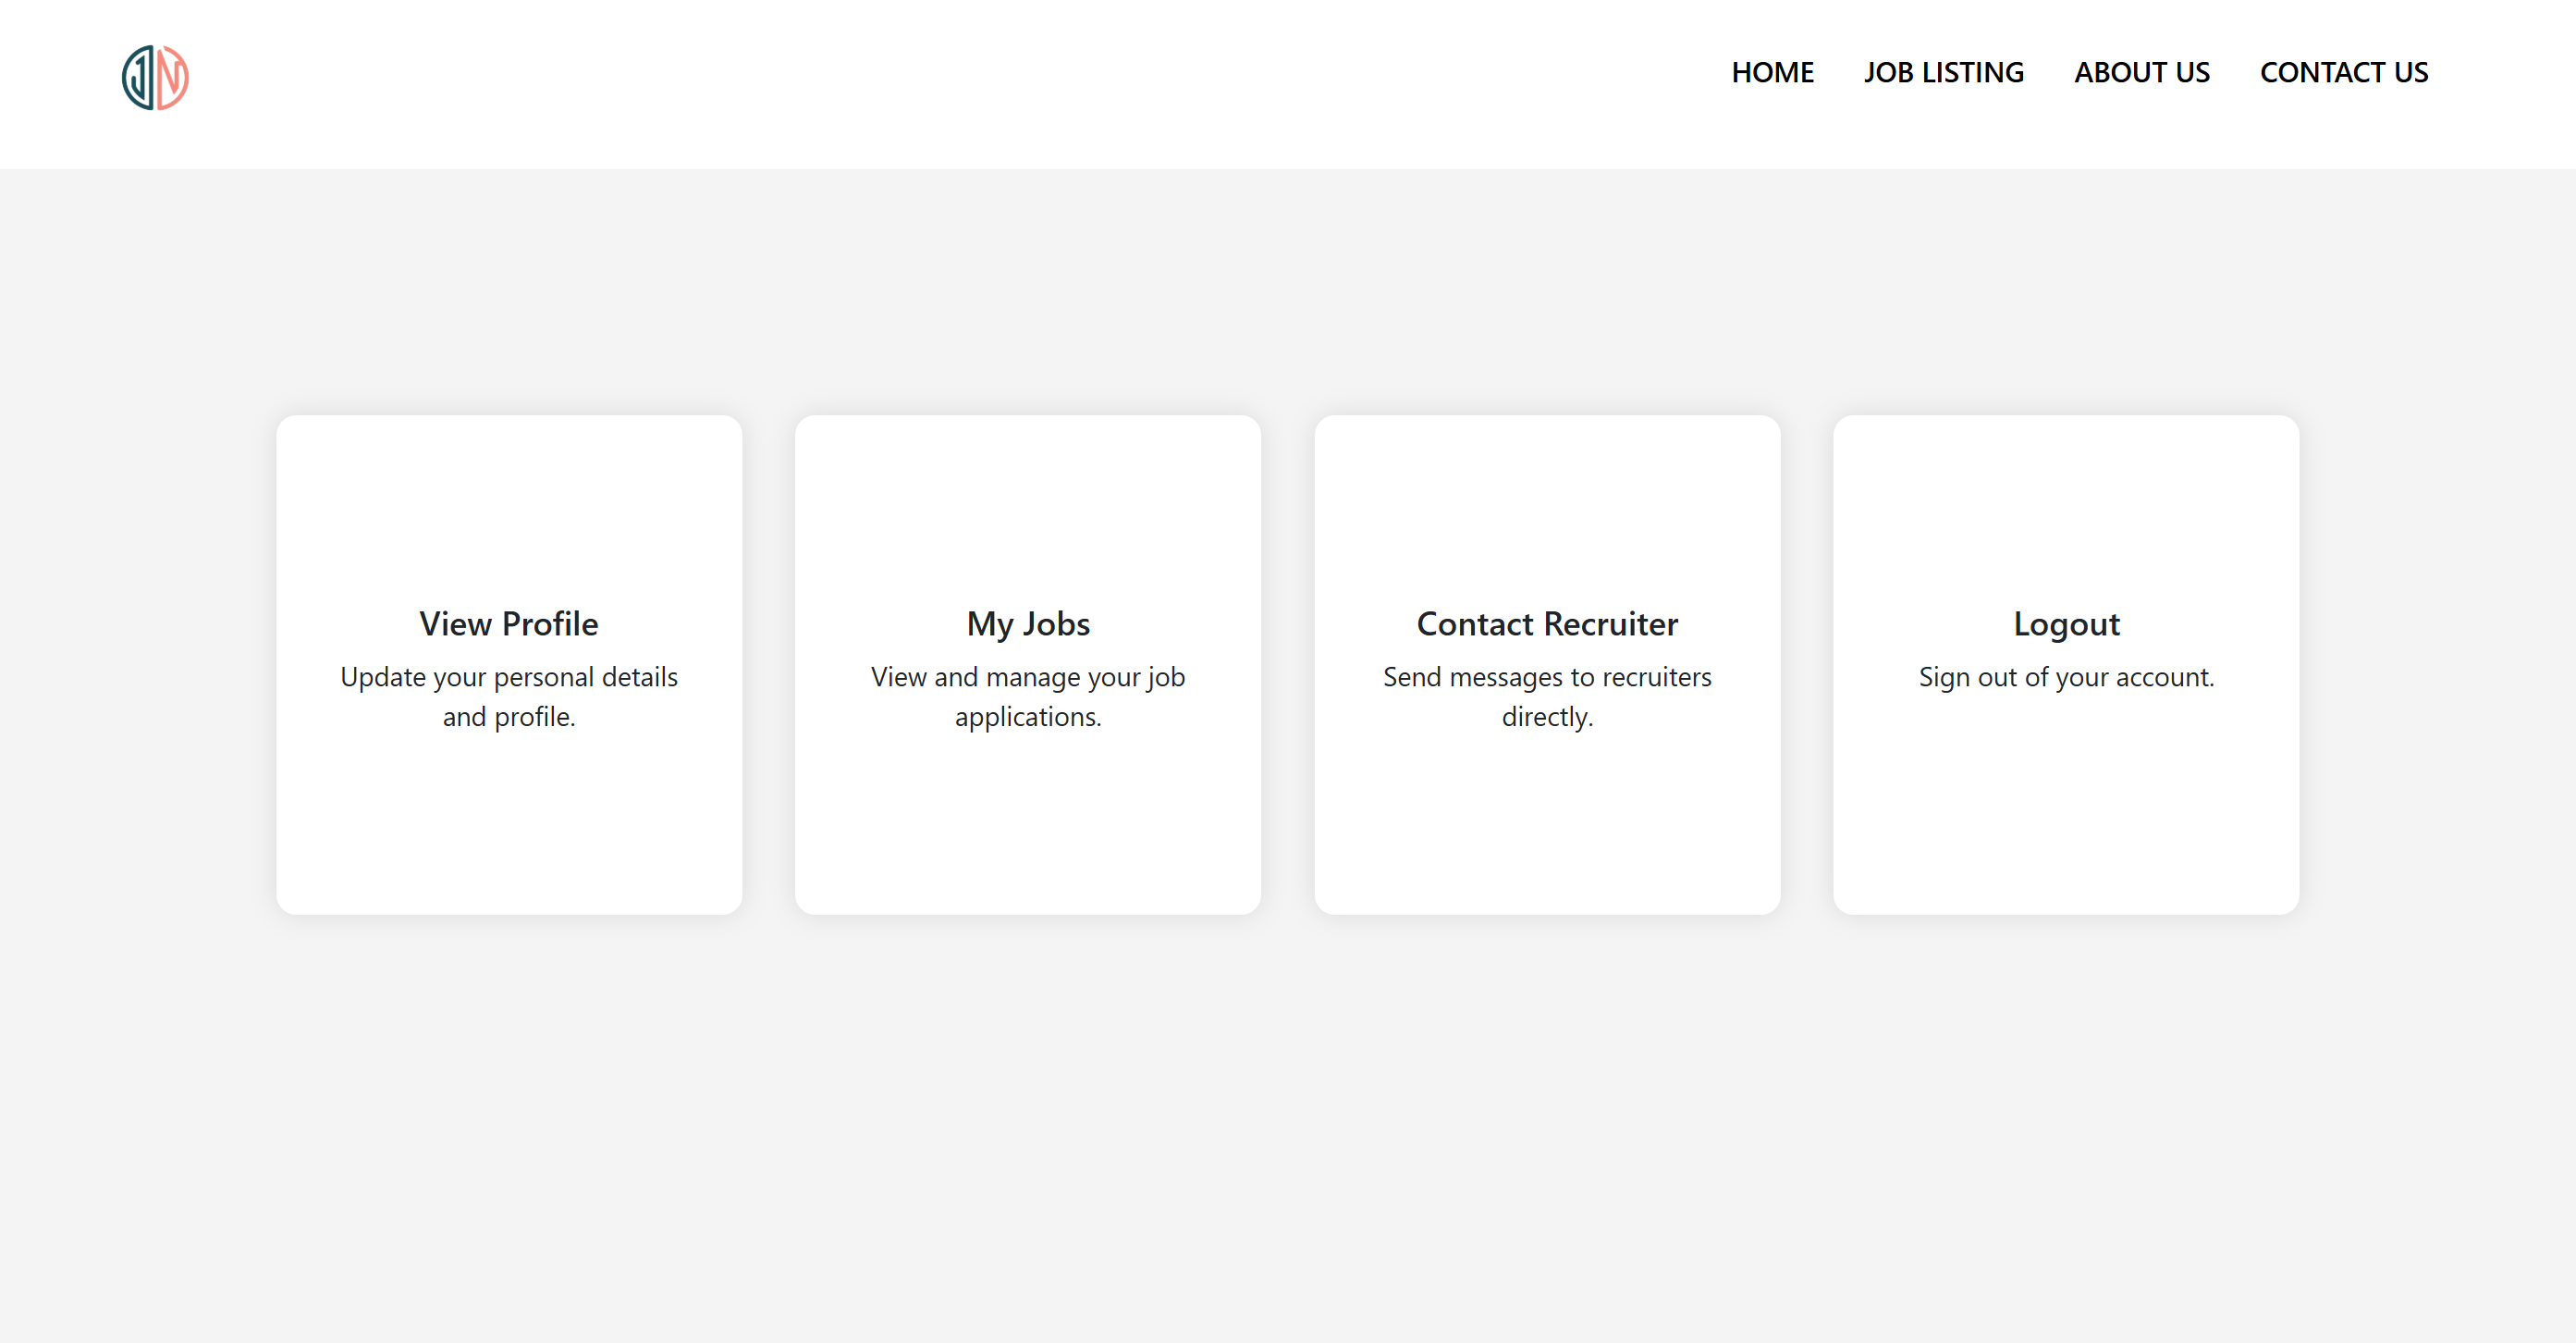 JN
HOME JOB LISTING ABOUT US CONTACT US
View Profile
Update your personal details
and profile.
My Jobs
View and manage your job
applications.
Contact Recruiter
Send messages to recruiters
directly.
Logout
Sign out of your account.